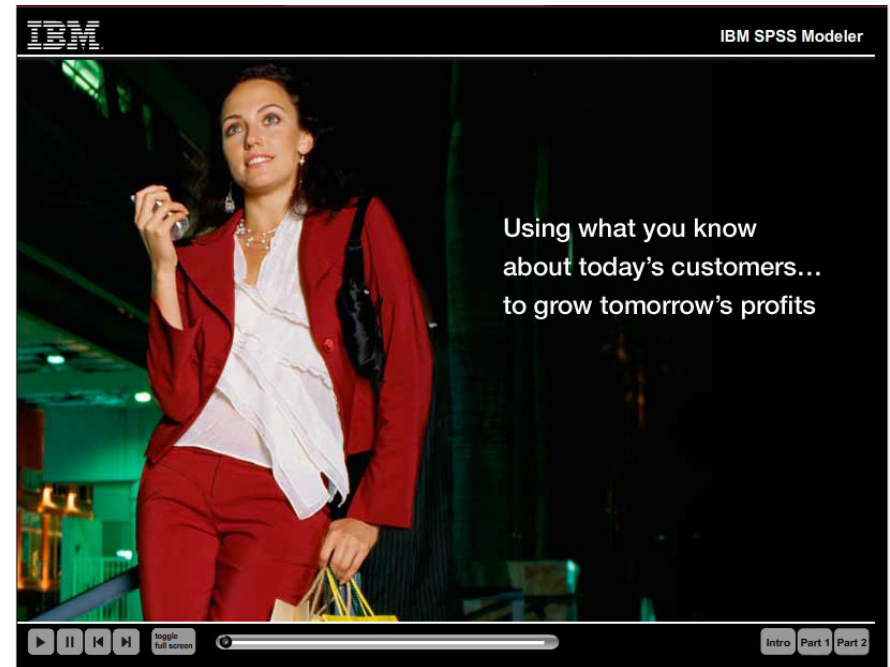 IBM
IBM SPSS Modeler
Using what you know
about today's customers...
to grow tomorrow's profits
toggle
full screen
Intro Part 1 Part 2